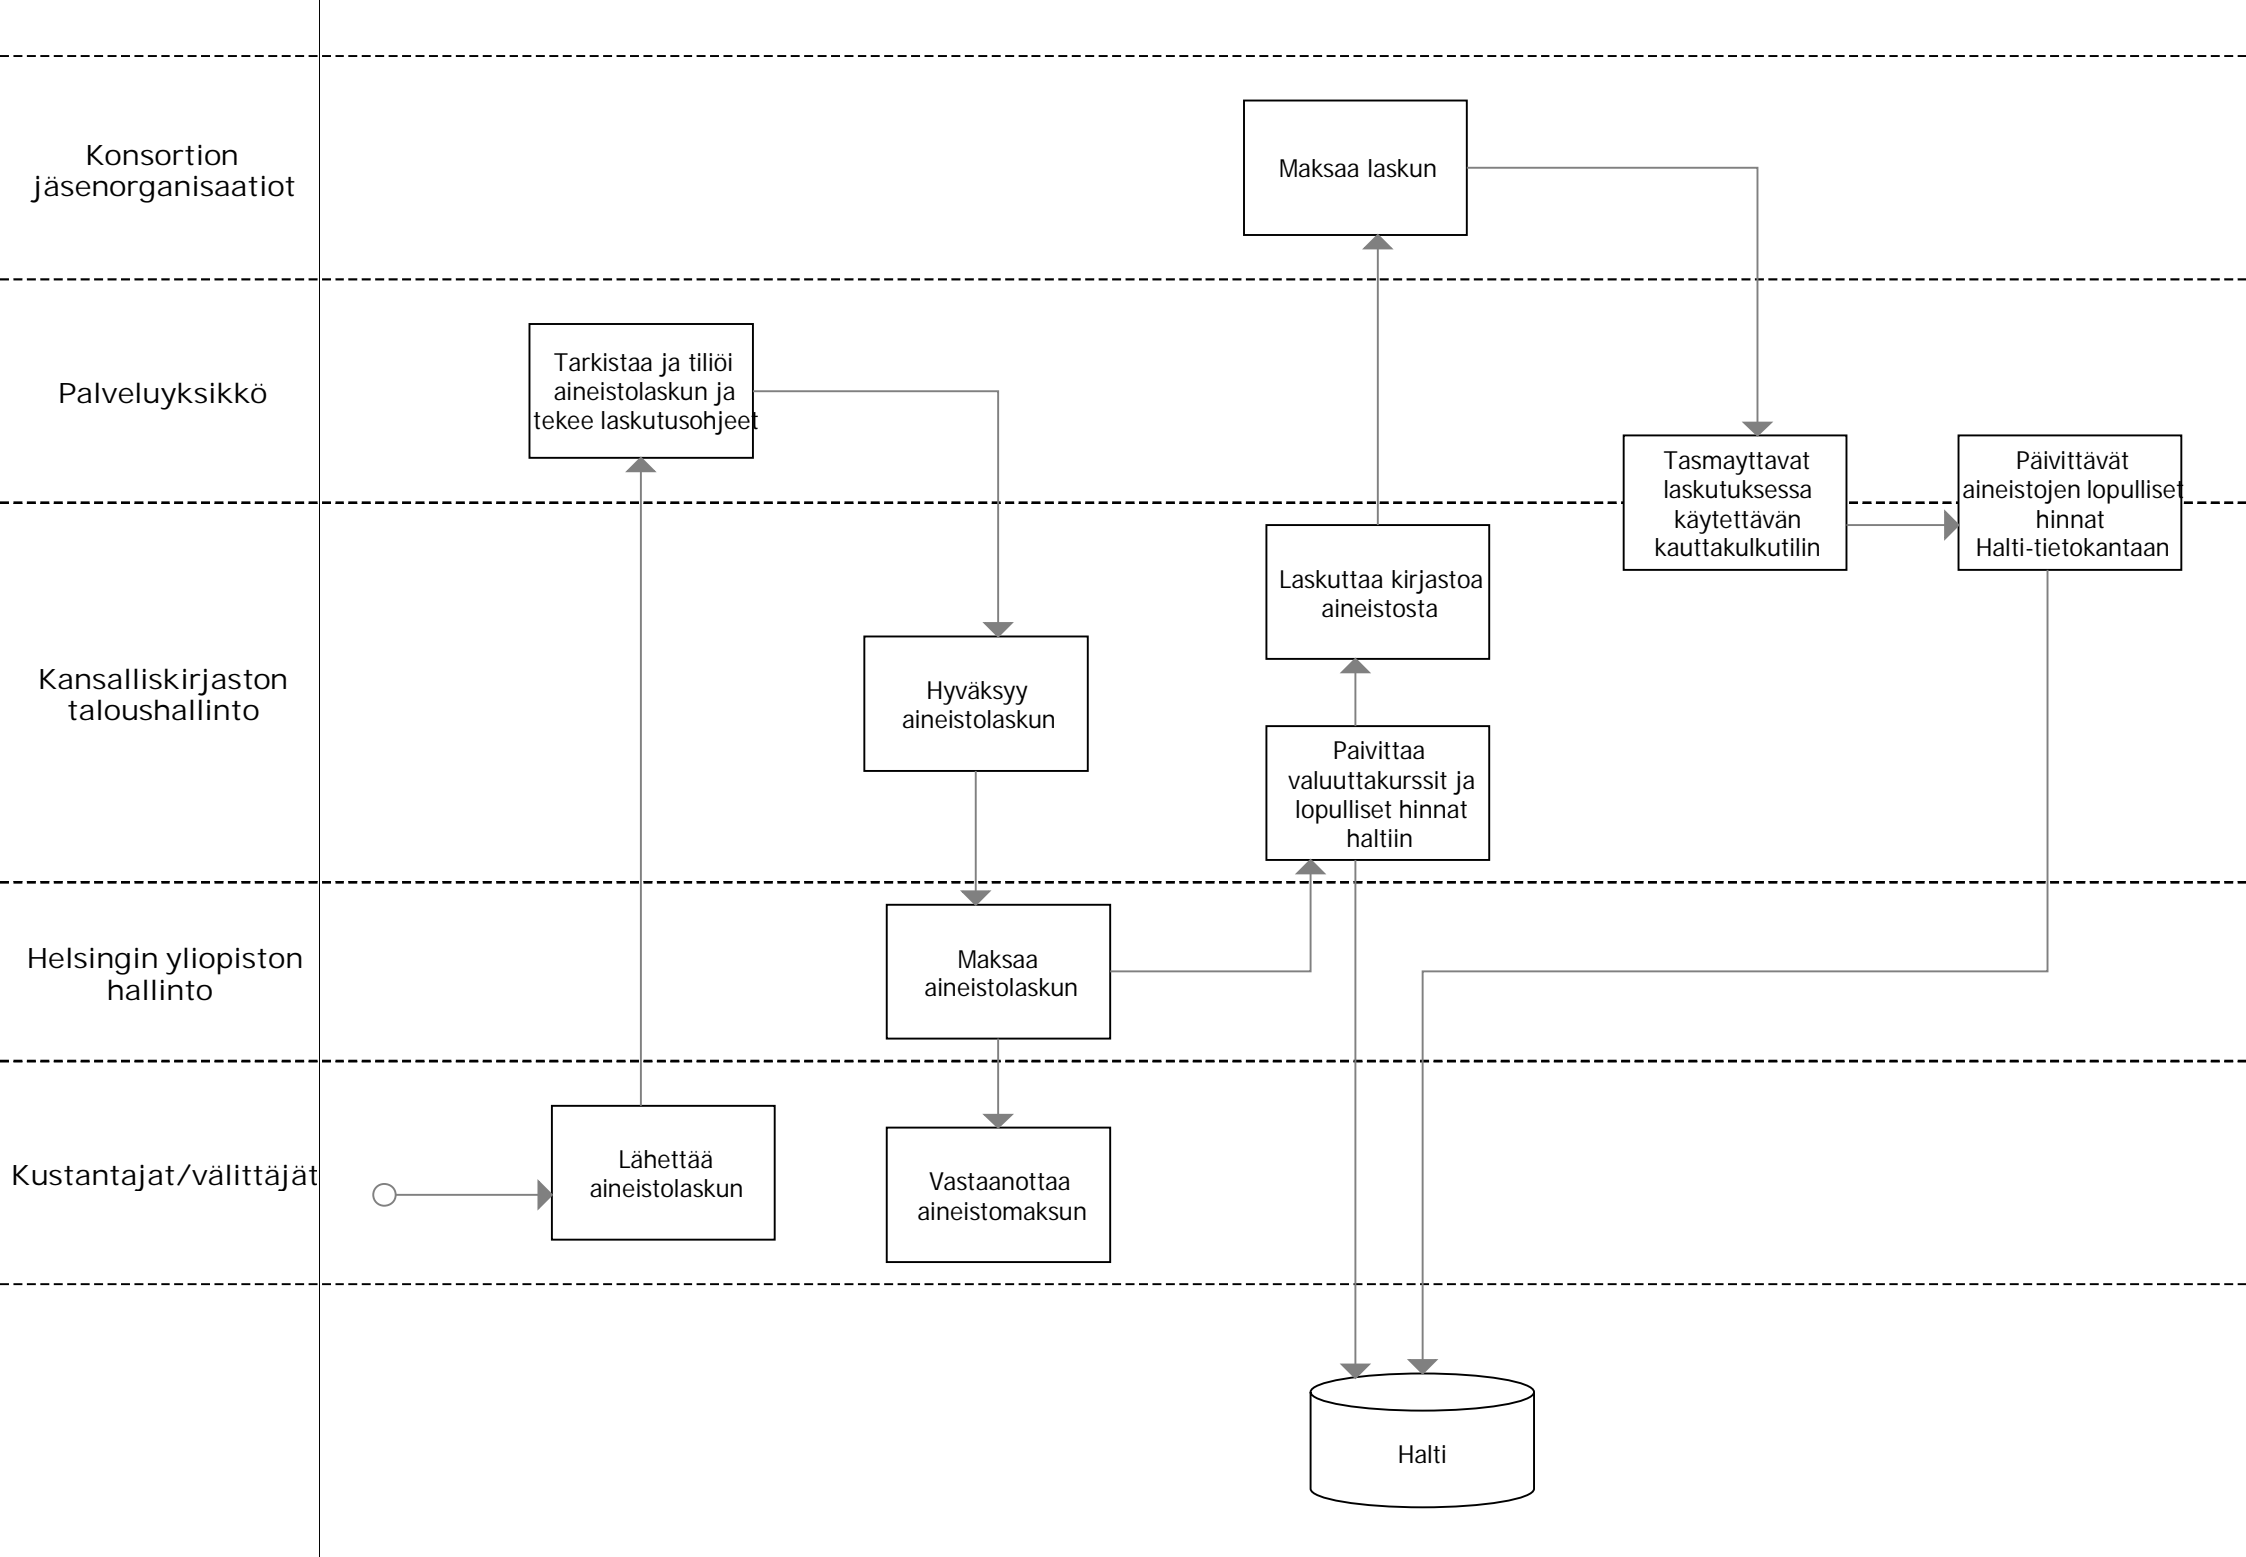 Konsortion
jäsenorganisaatiot
Maksaa laskun
Palveluyksikkö
Tarkistaa ja tiliöi
aineistolaskun ja
tekee laskutusohjeet
Tasmayttavat
laskutuksessa
käytettävän
kauttakulkutilin
Päivittävät
aineistojen lopulliset
hinnat
Halti-tietokantaan
Kansalliskirjaston
taloushallinto
Hyväksyy
aineistolaskun
Laskuttaa kirjastoa
aineistosta
Paivittaa
valuuttakurssit ja
lopulliset hinnat
haltiin
Helsingin yliopiston
hallinto
Maksaa
aineistolaskun
Kustantajat/välittäjät
Lähettää
aineistolaskun
Vastaanottaa
aineistomaksun
Halti